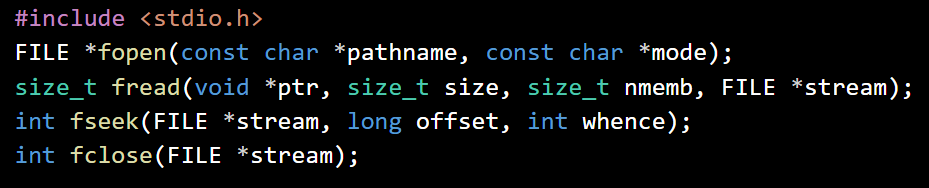 #include <stdio.h>
FILE *fopen(const char *pathname, const char *mode);
size_t fread(void *ptr, size_t size, size_t nmemb, FILE *stream);
int fseek(FILE *stream, long offset, int whence);
int fclose(FILE *stream);